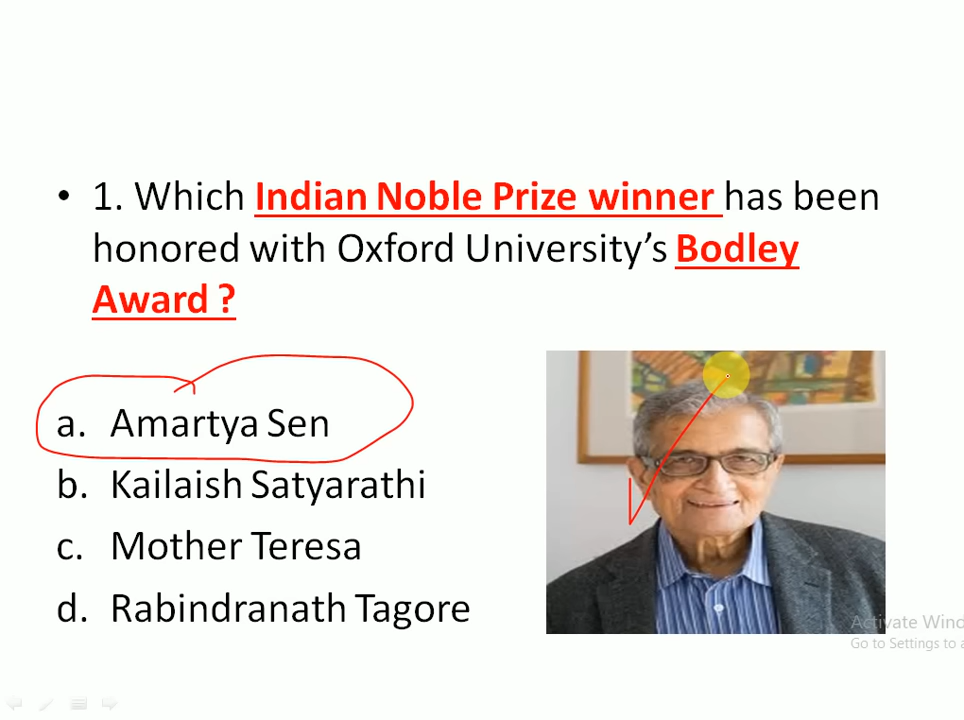 • 1. Which Indian Noble Prize winner has been
honored with Oxford University’s Bodley
Award ?
a. Amartya Sen
b. Kailaish Satyarathi
c. Mother Teresa
d. Rabindranath Tagore
Activate Wind
Go to Settings to a